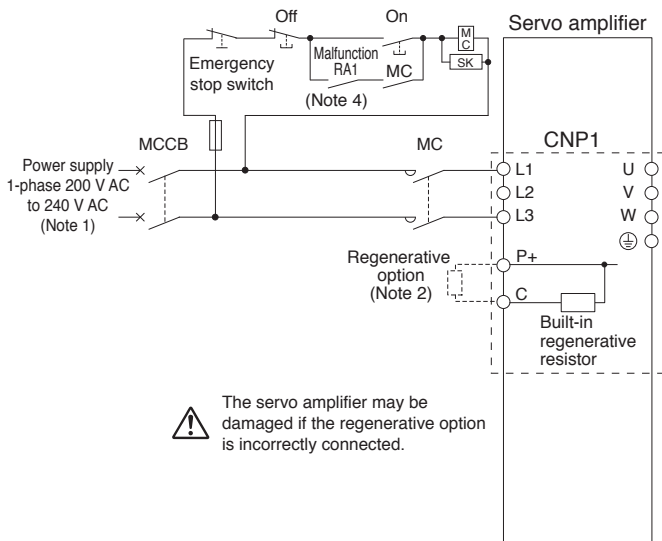 Off
On
Servo amplifier
Emergency
stop switch
Malfunction
RA1
MC
(Note 4)
M
C
SK
MCCB
MC
CNP1
Power supply
1-phase 200 V AC
to 240 V AC
(Note 1)
L1
U
L2
V
L3
W
Regenerative
option
(Note 2)
P+
C
Built-in
regenerative
resistor
The servo amplifier may be
damaged if the regenerative option
is incorrectly connected.